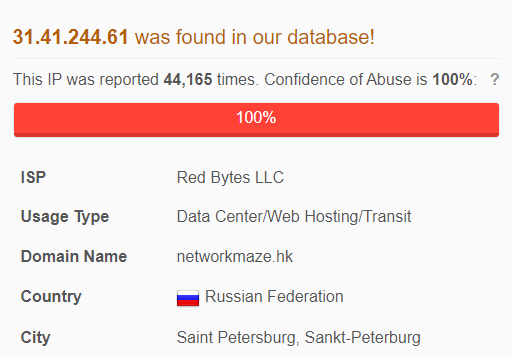 31.41.244.61 was found in our database!
This IP was reported 44,165 times. Confidence of Abuse is 100%: ?
100%
ISP Red Bytes LLC
Usage Type Data Center/Web Hosting/Transit
Domain Name networkmaze.hk
Country Russian Federation
City Saint Petersburg, Sankt-Peterburg